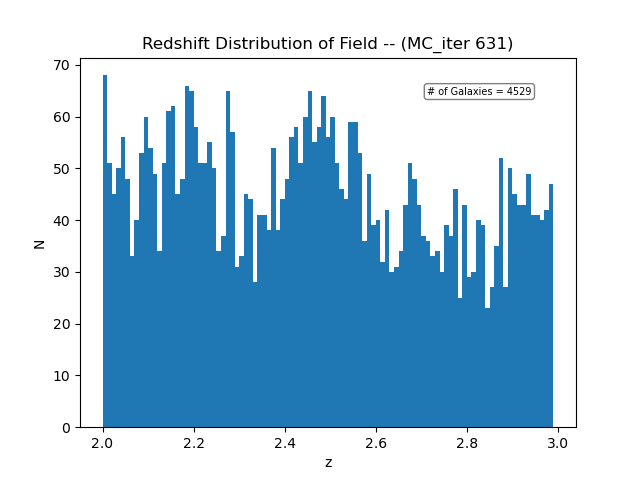 Redshift Distribution of Field -- (MC_iter 631)
# of Galaxies = 4529
N
70
60
50
40
30
20
10
0
2.0 2.2 2.4 2.6 2.8 3.0
z